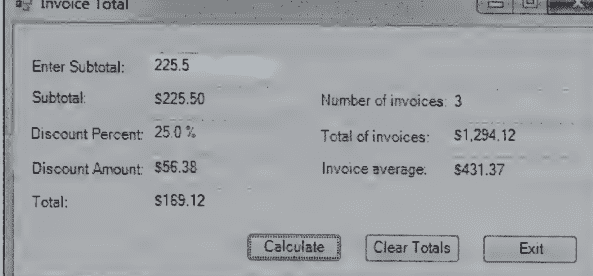 Invoice Total
Enter Subtotal: 225.5
Subtotal: $225.50
Number of invoices: 3
Discount Percent: 25.0 %
Total of invoices: $1,294.12
Discount Amount: $56.38
Invoice average: $431.37
Total: $169.12
Calculate
Clear Totals
Exit